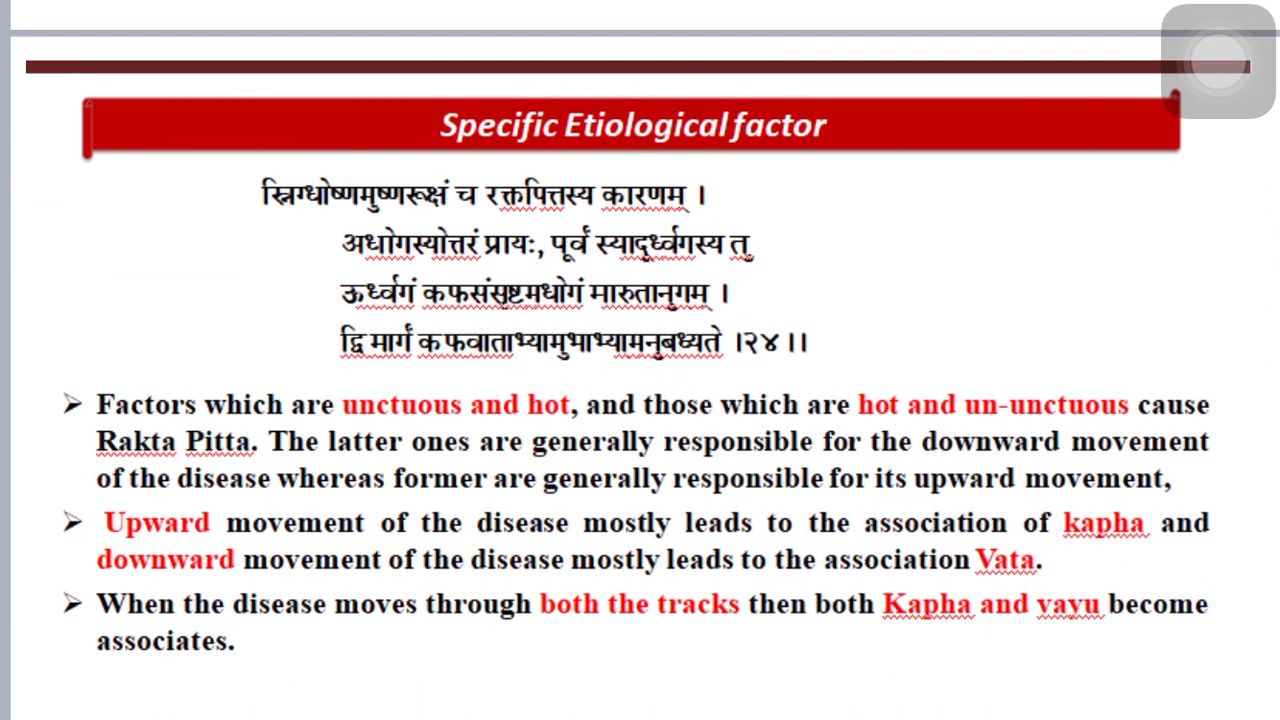 Specific Etiological factor
स्निग्धोष्णमुष्णरूक्षं च रक्तपित्तस्य कारणम् ।
अधोगस्योत्तरं प्रायः, पूर्वं स्यादूर्ध्वगस्य तु
ऊर्ध्वगं कफसंसृष्टमधोगं मारुतानुगम् ।
द्वि मार्गं कफवाताभ्यामुभाभ्यामनुबध्यते ।२४।।
➢ Factors which are unctuous and hot, and those which are hot and un-unctuous cause
Rakta Pitta. The latter ones are generally responsible for the downward movement
of the disease whereas former are generally responsible for its upward movement,
➢ Upward movement of the disease mostly leads to the association of kapha and
downward movement of the disease mostly leads to the association Vata.
➢ When the disease moves through both the tracks then both Kapha and vayu become
associates.